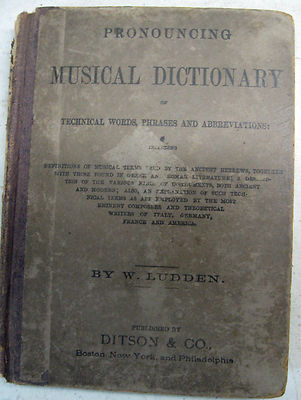 PRONOUNCING
MUSICAL DICTIONARY
OF
TECHNICAL WORDS, PHRASES AND ABBREVIATIONS:
INCLUDING
DEFINITIONS OF MUSICAL TERMS USED BY THE ANCIENT HEBREWS, TOGETHER
WITH THOSE FOUND IN GREEK AND ROMAN LITERATURE; A
OF THE VARIOUS KINDS OF INSTRUMENTS, BOTH ANCIENT
AND MODERN; ALSO, AN EXPLANATION OF SUCH TECH-
NICAL TERMS AS ARE EMPLOYED BY THE MOST
EMINENT COMPOSERS AND THEORETICAL
WRITERS OF ITALY, GERMANY,
FRANCE AND AMERICA.
BY W. LUDDEN.
PUBLISHED BY
DITSON & CO.,
Boston, New York, and Philadelphia.